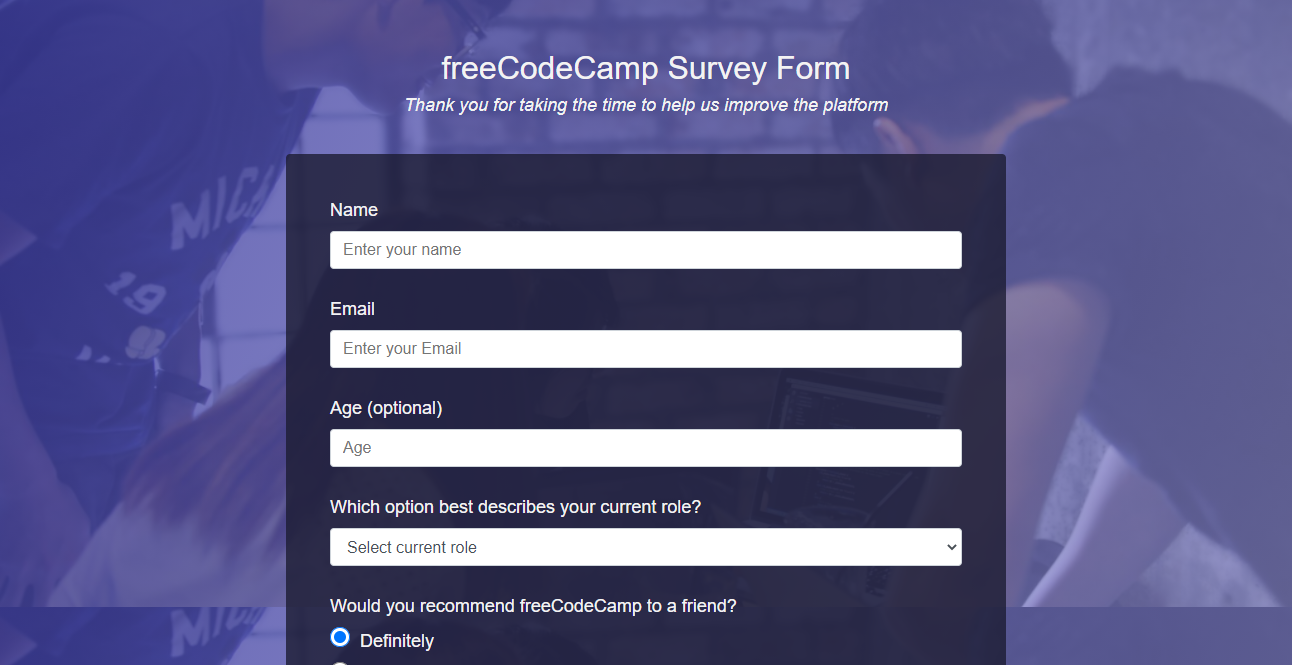 freeCodeCamp Survey Form
Thank you for taking the time to help us improve the platform
Name
Enter your name
Email
Enter your Email
Age (optional)
Age
Which option best describes your current role?
Select current role
Would you recommend freeCodeCamp to a friend?
Definitely
MICH
19